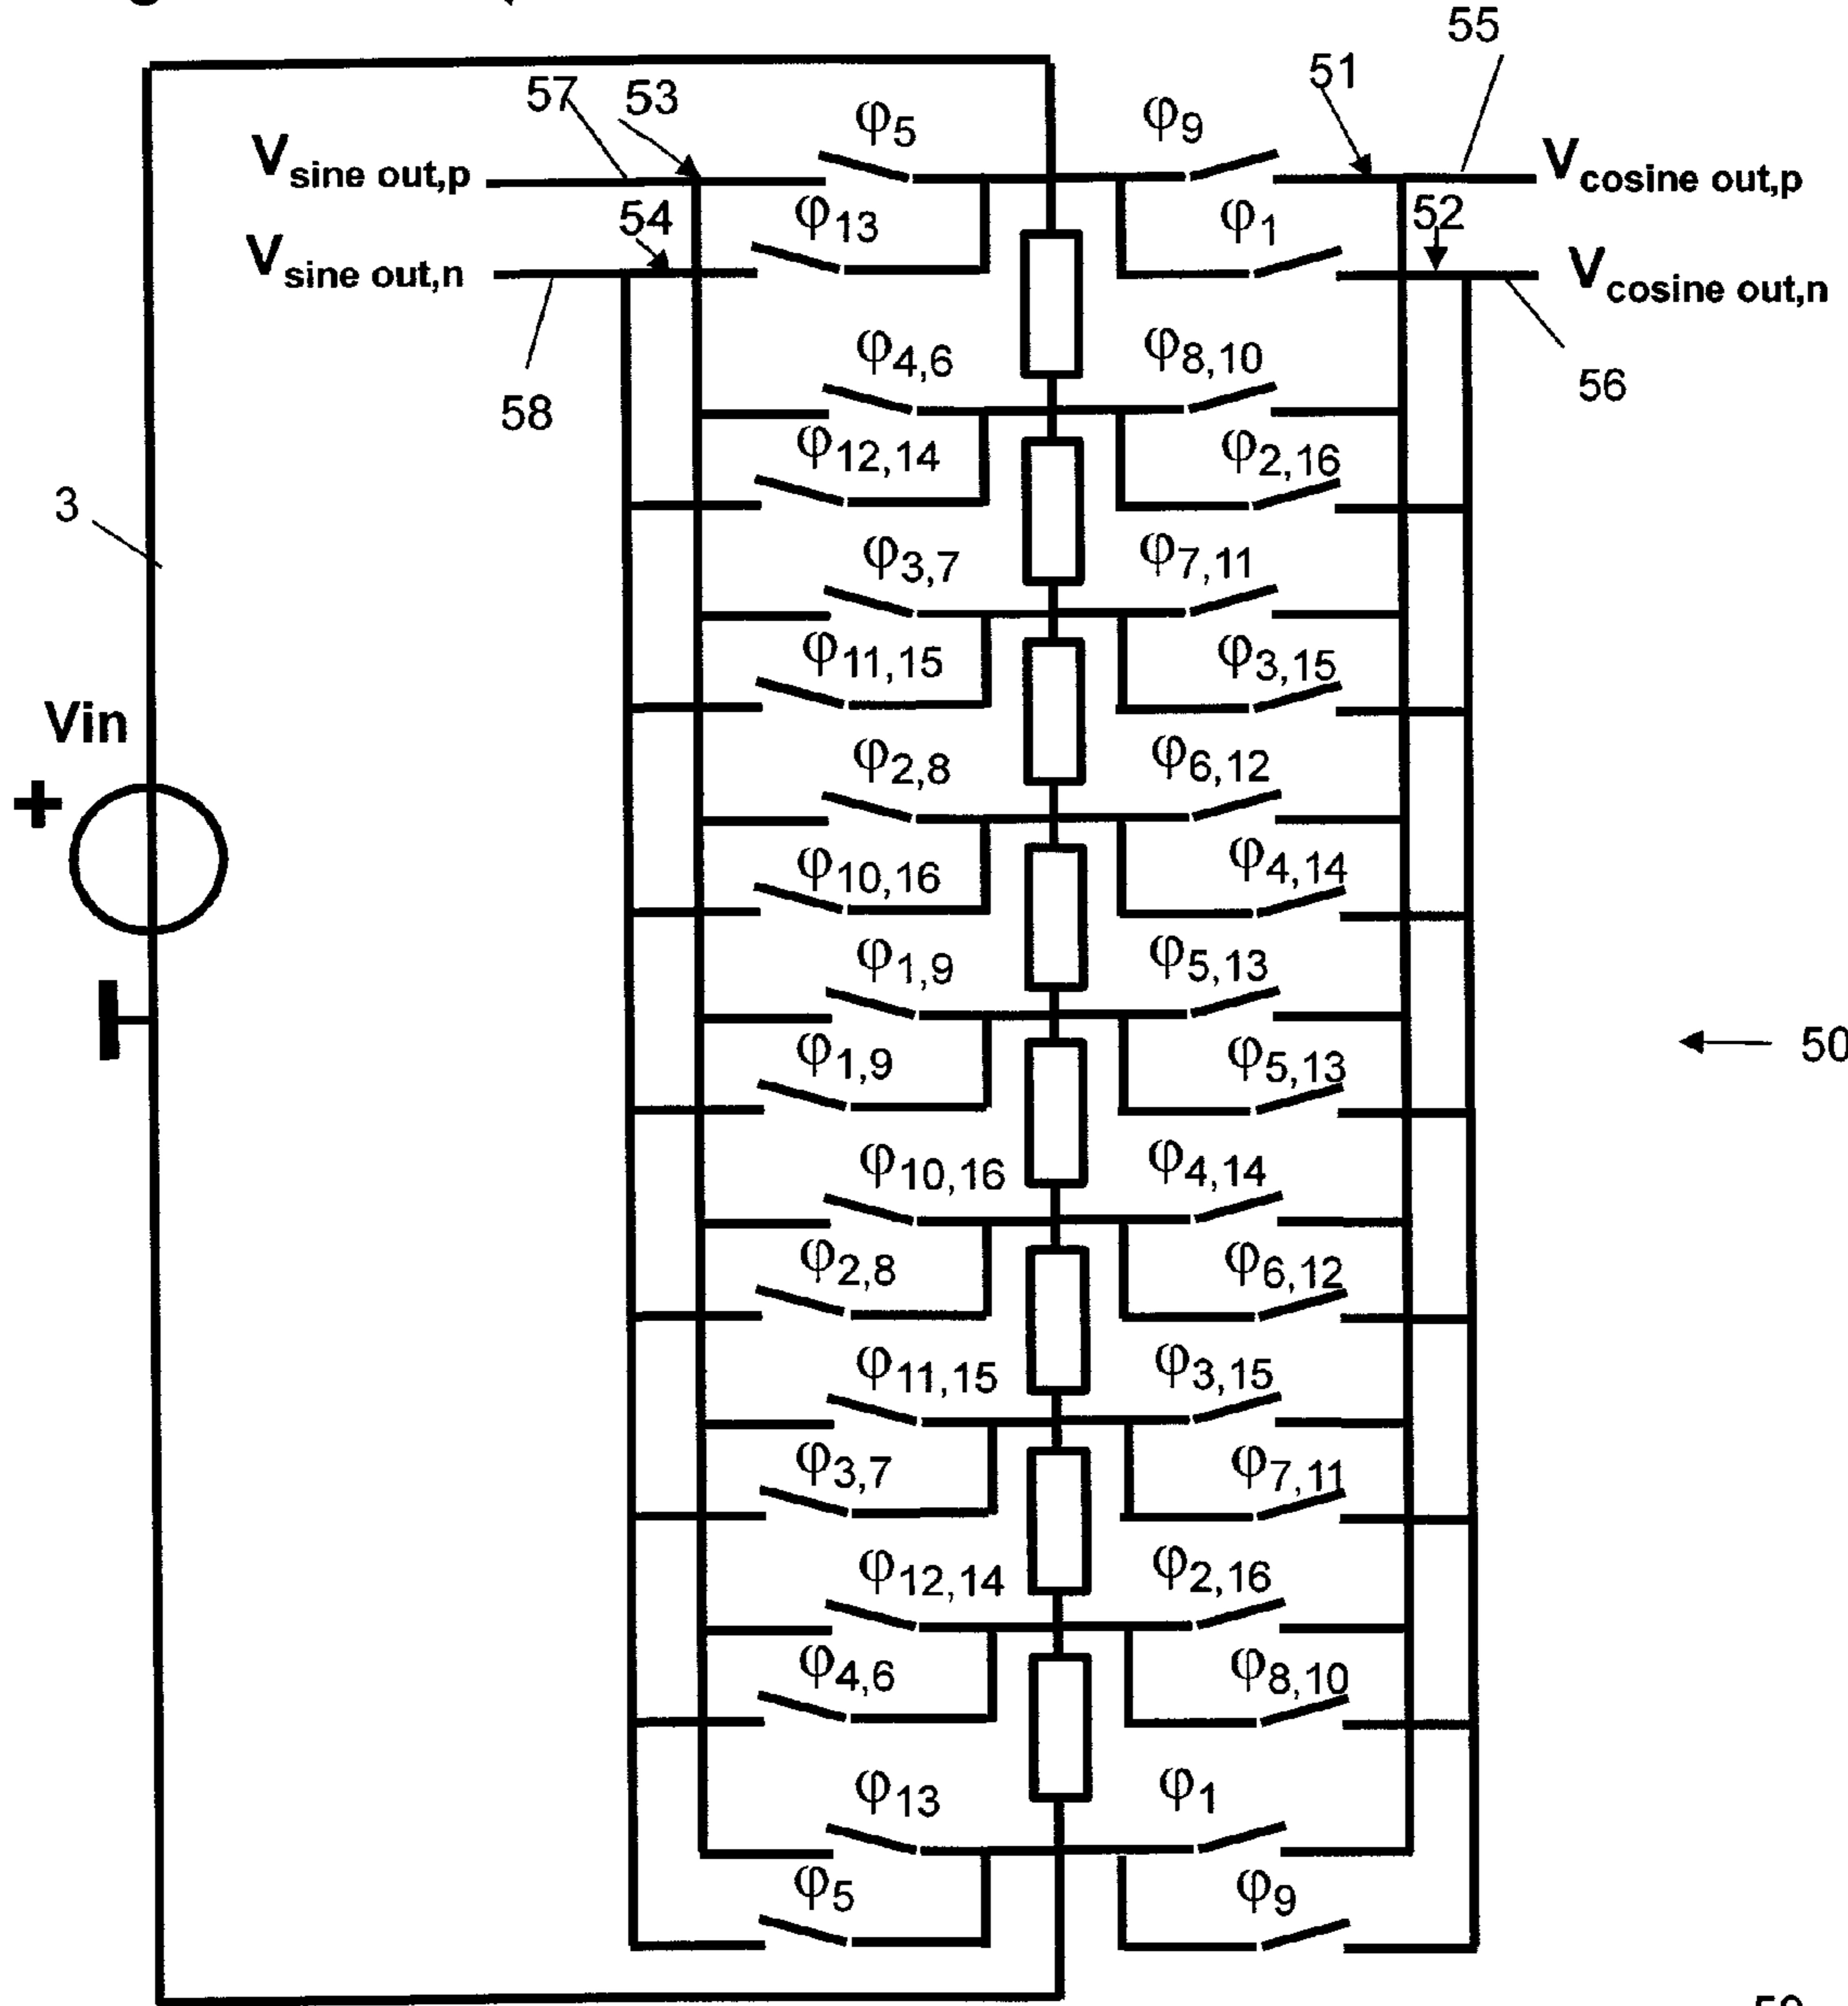 55
51
57 53
φ5 φ9
Vsine out,p Vcosine out,p
54 φ13 φ1 52
Vsine out,n Vcosine out,n
φ4,6 φ8,10
58 56
φ12,14 φ2,16
3
φ3,7 φ7,11
φ11,15 φ3,15
Vin
φ2,8 φ6,12
+
φ10,16 φ4,14
φ1,9 φ5,13
φ1,9 φ5,13
50
φ10,16 φ4,14
φ2,8 φ6,12
φ11,15 φ3,15
φ3,7 φ7,11
φ12,14 φ2,16
φ4,6 φ8,10
φ13 φ1
φ5 φ9